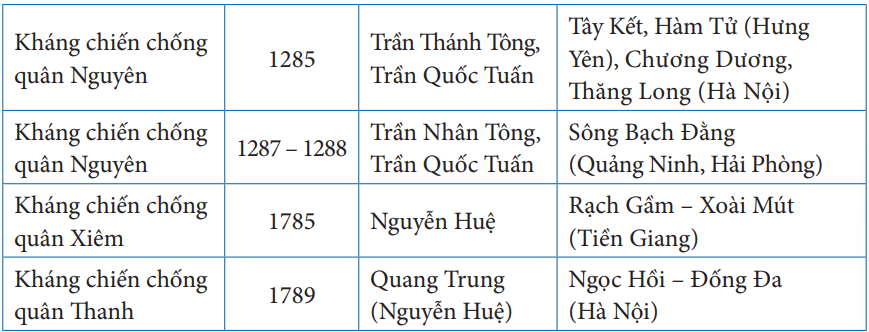 Kháng chiến chống
quân Nguyên
1285
Trần Thánh Tông,
Trần Quốc Tuấn
Tây Kết, Hàm Tử (Hưng
Yên), Chương Dương,
Thăng Long (Hà Nội)
Kháng chiến chống
quân Nguyên
1287 – 1288
Trần Nhân Tông,
Trần Quốc Tuấn
Sông Bạch Đằng
(Quảng Ninh, Hải Phòng)
Kháng chiến chống
quân Xiêm
1785
Nguyễn Huệ
Rạch Gầm – Xoài Mút
(Tiền Giang)
Kháng chiến chống
quân Thanh
1789
Quang Trung
(Nguyễn Huệ)
Ngọc Hồi – Đống Đa
(Hà Nội)